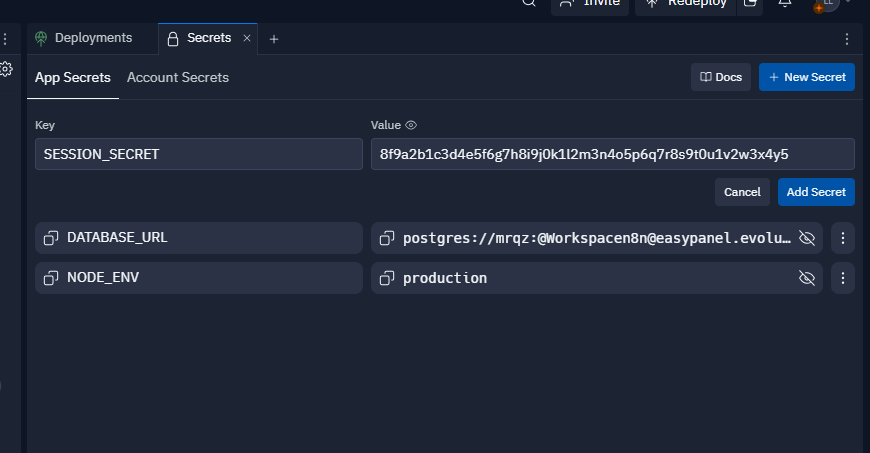 Invite Redeploy
Deployments Secrets
App Secrets Account Secrets Docs New Secret
Key Value
SESSION_SECRET 8f9a2b1c3d4e5f6g7h8i9j0k1l2m3n4o5p6q7r8s9t0u1v2w3x4y5
Cancel Add Secret
DATABASE_URL postgres://mrqz:@Workspacen8n@easypanel.evolu...
NODE_ENV production